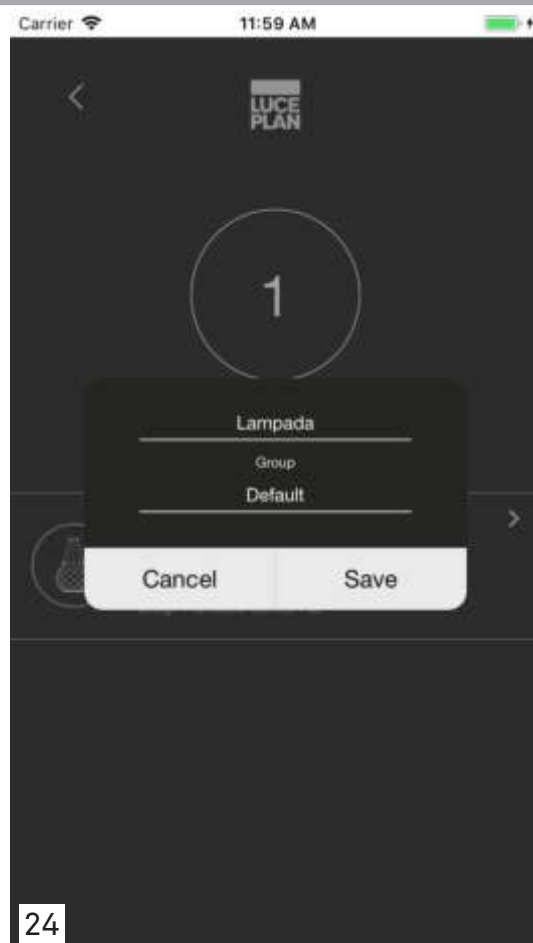 Carrier 11:59 AM
LUCE
PLAN
1
Lampada
Group
Default
Cancel Save
24